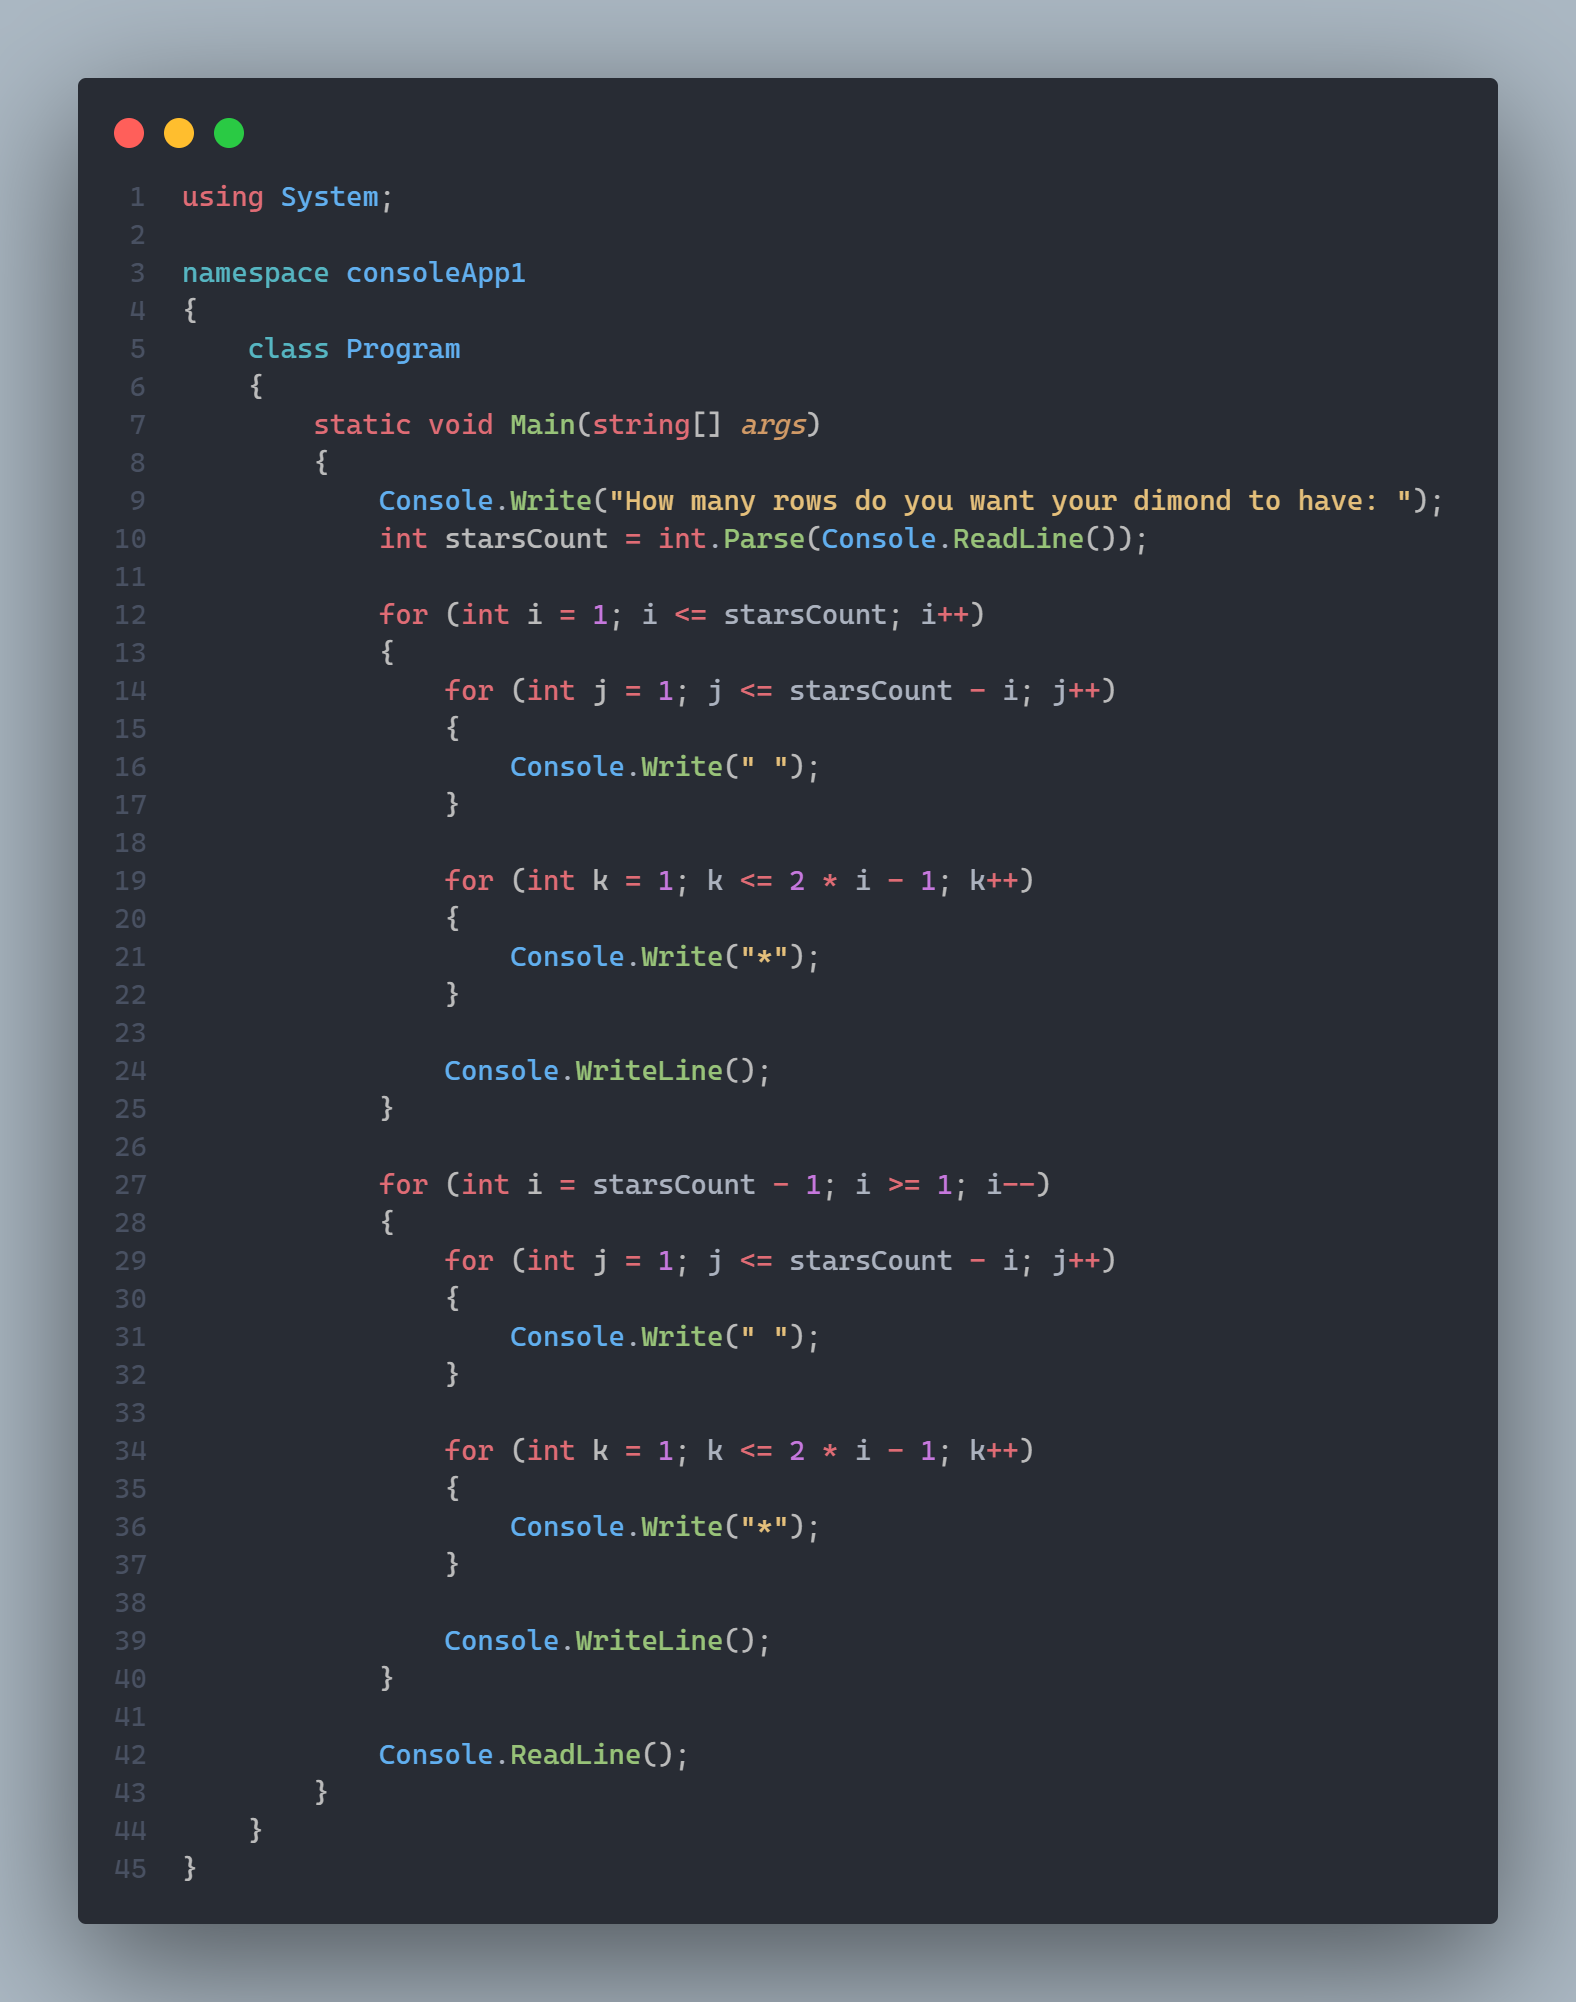 1 using System;
2
3 namespace consoleApp1
4 {
5     class Program
6     {
7         static void Main(string[] args)
8         {
9             Console.Write("How many rows do you want your dimond to have: ");
10             int starsCount = int.Parse(Console.ReadLine());
11
12             for (int i = 1; i <= starsCount; i++)
13             {
14                 for (int j = 1; j <= starsCount - i; j++)
15                 {
16                     Console.Write(" ");
17                 }
18
19                 for (int k = 1; k <= 2 * i - 1; k++)
20                 {
21                     Console.Write("*");
22                 }
23
24                 Console.WriteLine();
25             }
26
27             for (int i = starsCount - 1; i >= 1; i--)
28             {
29                 for (int j = 1; j <= starsCount - i; j++)
30                 {
31                     Console.Write(" ");
32                 }
33
34                 for (int k = 1; k <= 2 * i - 1; k++)
35                 {
36                     Console.Write("*");
37                 }
38
39                 Console.WriteLine();
40             }
41
42             Console.ReadLine();
43         }
44     }
45 }